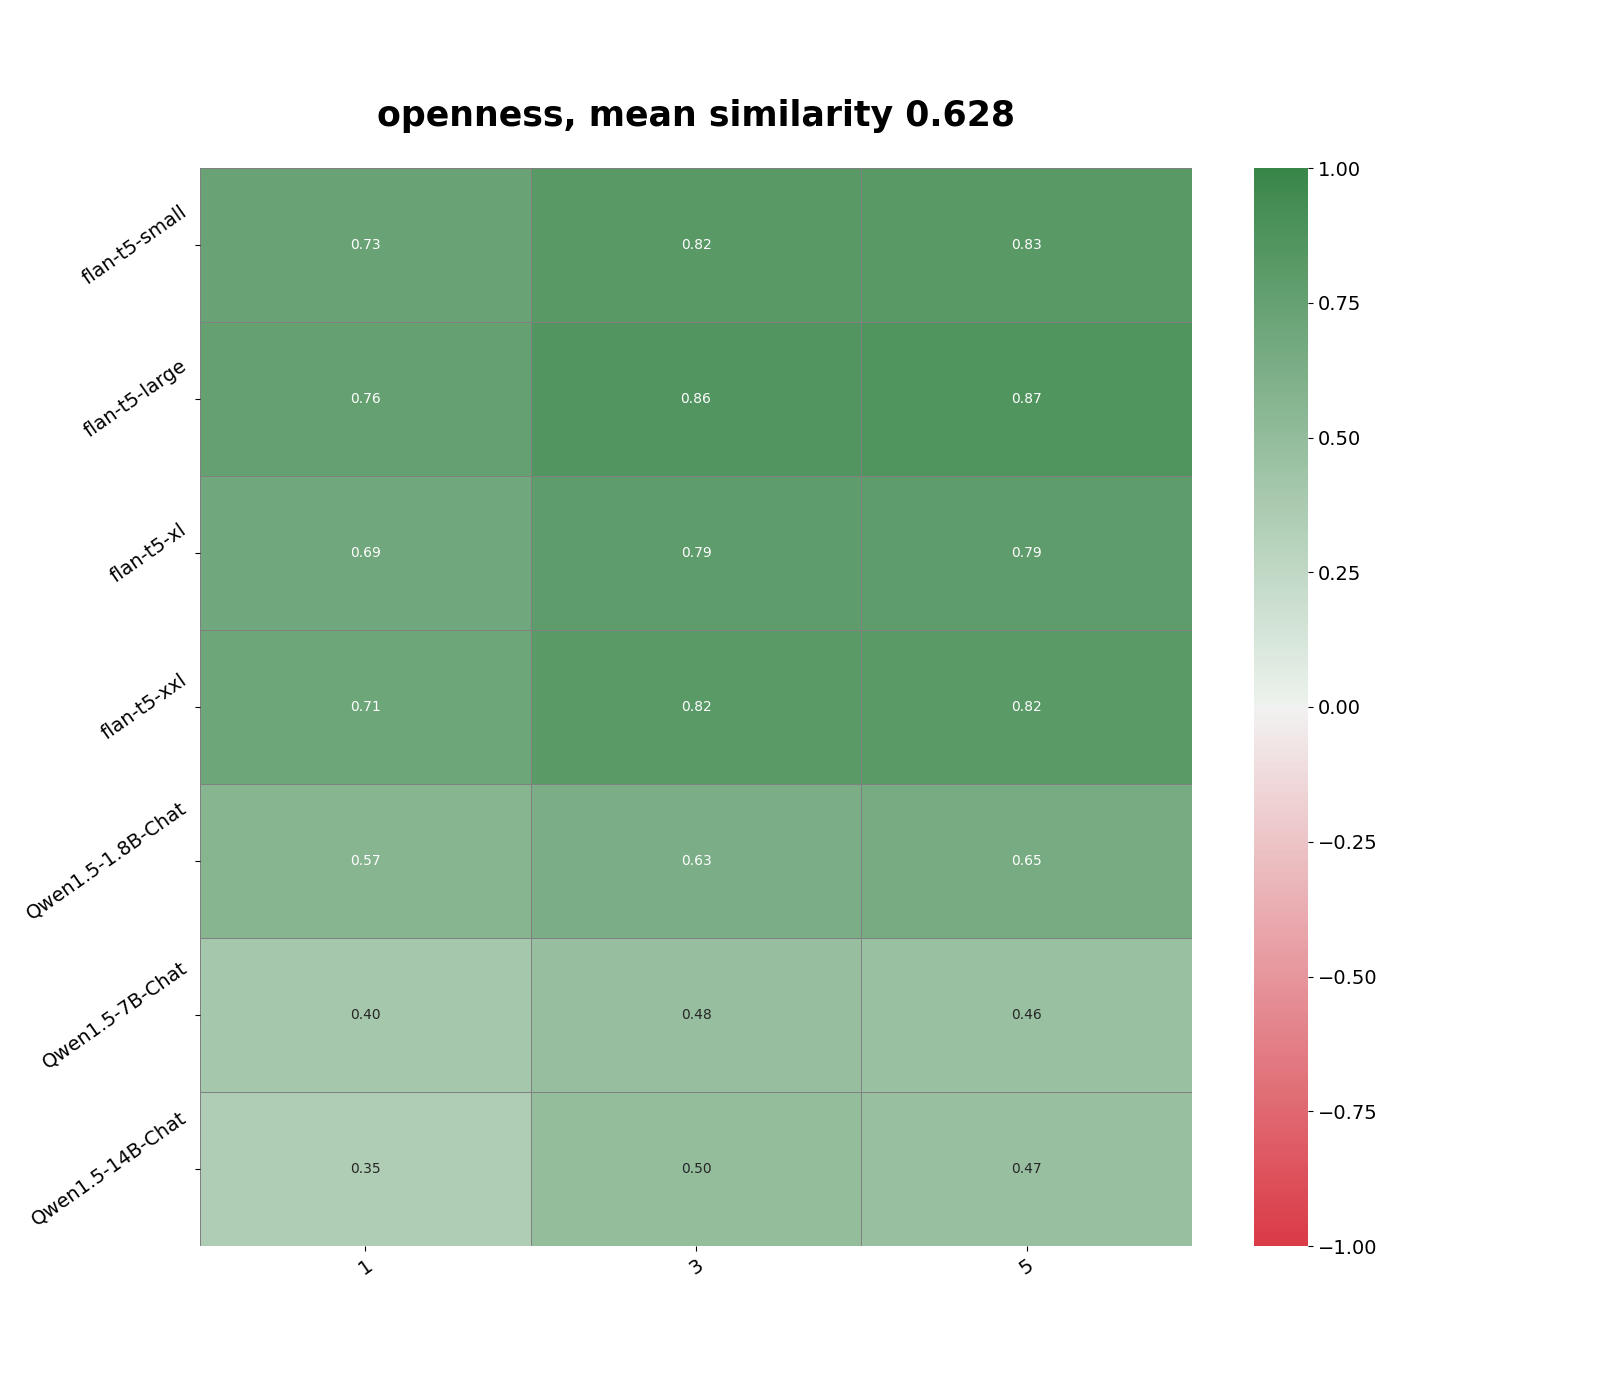 openness, mean similarity 0.628
flan-t5-small 0.73 0.82 0.83
flan-t5-large 0.76 0.86 0.87
flan-t5-xl 0.69 0.79 0.79
flan-t5-xxl 0.71 0.82 0.82
Qwen1.5-1.8B-Chat 0.57 0.63 0.65
Qwen1.5-7B-Chat 0.40 0.48 0.46
Qwen1.5-14B-Chat 0.35 0.50 0.47
1 3 5
1.00
0.75
0.50
0.25
0.00
−0.25
−0.50
−0.75
−1.00